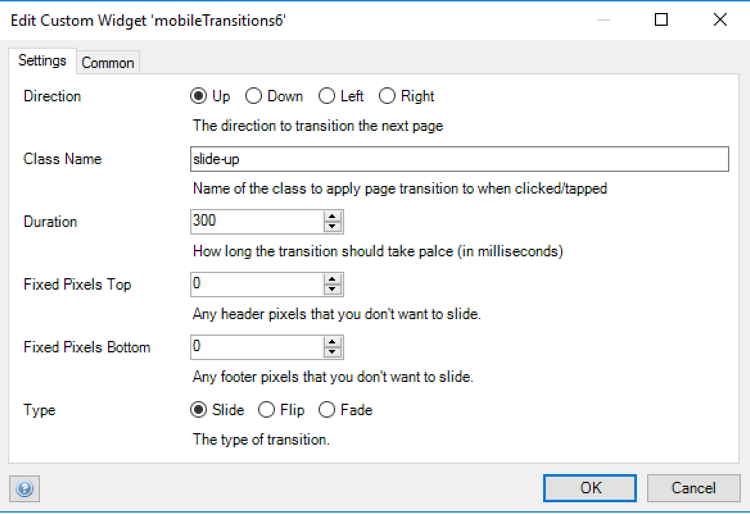 Edit Custom Widget 'mobileTransitions6'
Settings Common
Direction Up Down Left Right
The direction to transition the next page
Class Name slide-up
Name of the class to apply page transition to when clicked/tapped
Duration 300
How long the transition should take palce (in milliseconds)
Fixed Pixels Top 0
Any header pixels that you don't want to slide.
Fixed Pixels Bottom 0
Any footer pixels that you don't want to slide.
Type Slide Flip Fade
The type of transition.
? OK Cancel